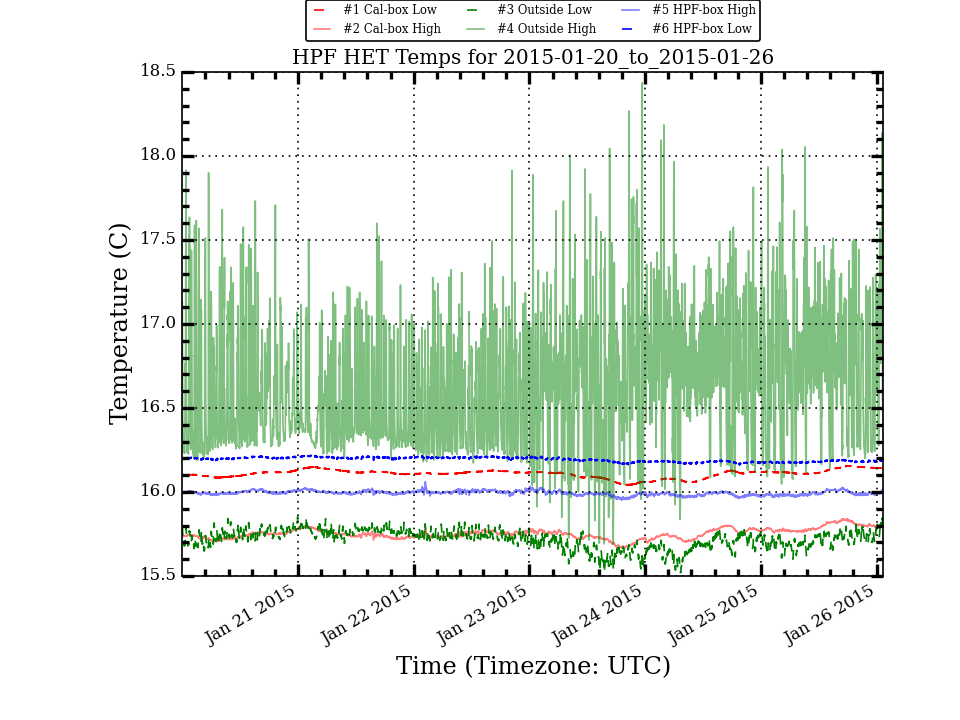 #1 Cal-box Low #3 Outside Low #5 HPF-box High
#2 Cal-box High #4 Outside High #6 HPF-box Low
HPF HET Temps for 2015-01-20_to_2015-01-26
18.5
18.0
17.5
17.0
16.5
16.0
15.5
Temperature (C)
Jan 21 2015
Jan 22 2015
Jan 23 2015
Jan 24 2015
Jan 25 2015
Jan 26 2015
Time (Timezone: UTC)